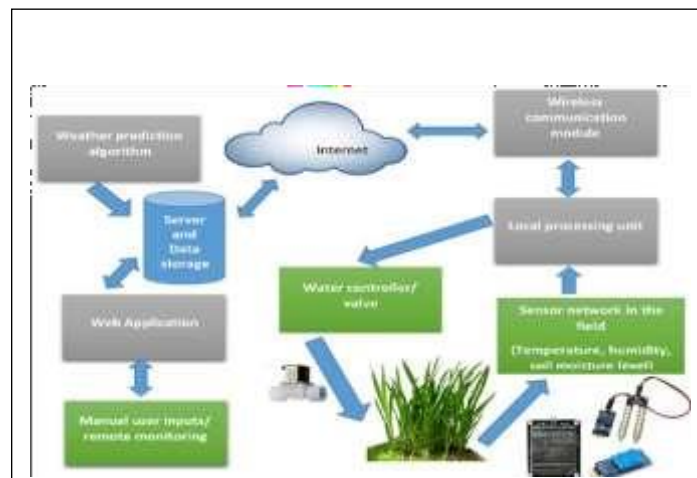 Weather prediction
algorithm
Internet
Wireless
communication
module
Server
and
Data
storage
Local processing unit
Water controller/
valve
Web Application
Sensor network in the
field
(Temperature, humidity,
soil moisture level)
Manual user inputs/
remote monitoring